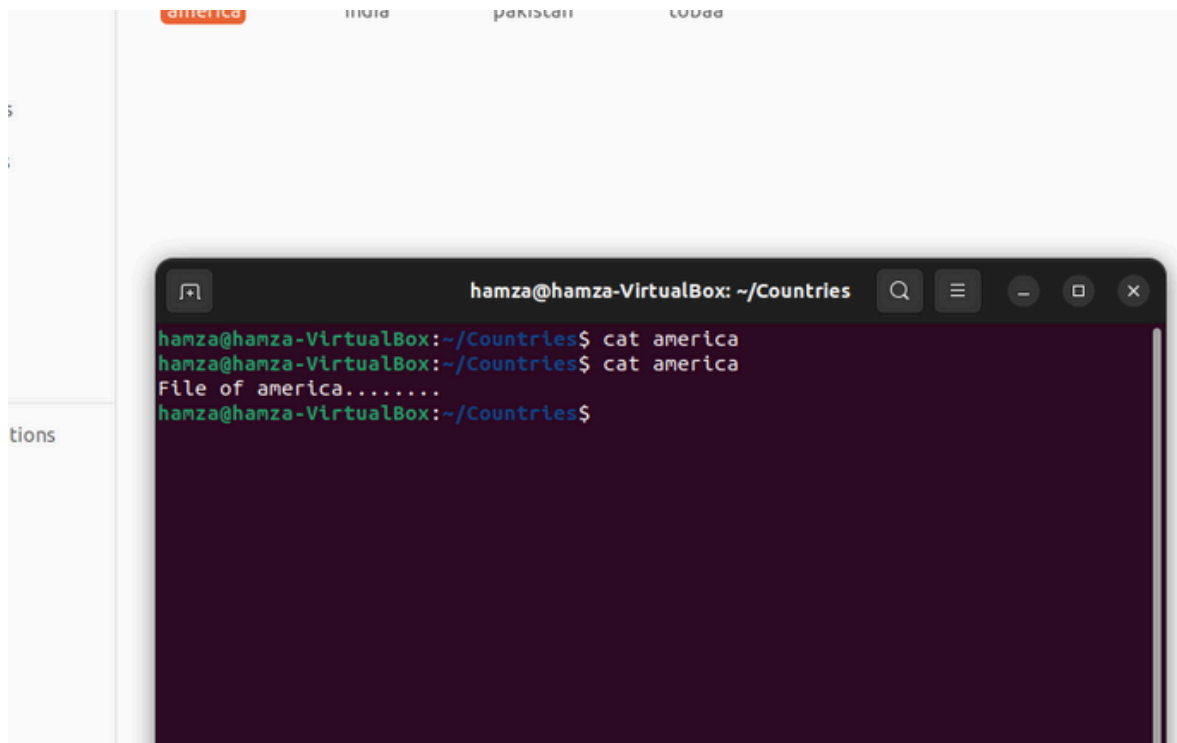 america india pakistan tobaa
s
s
tions
hamza@hamza-VirtualBox: ~/Countries
hamza@hamza-VirtualBox:~/Countries$ cat america
hamza@hamza-VirtualBox:~/Countries$ cat america
File of america........
hamza@hamza-VirtualBox:~/Countries$